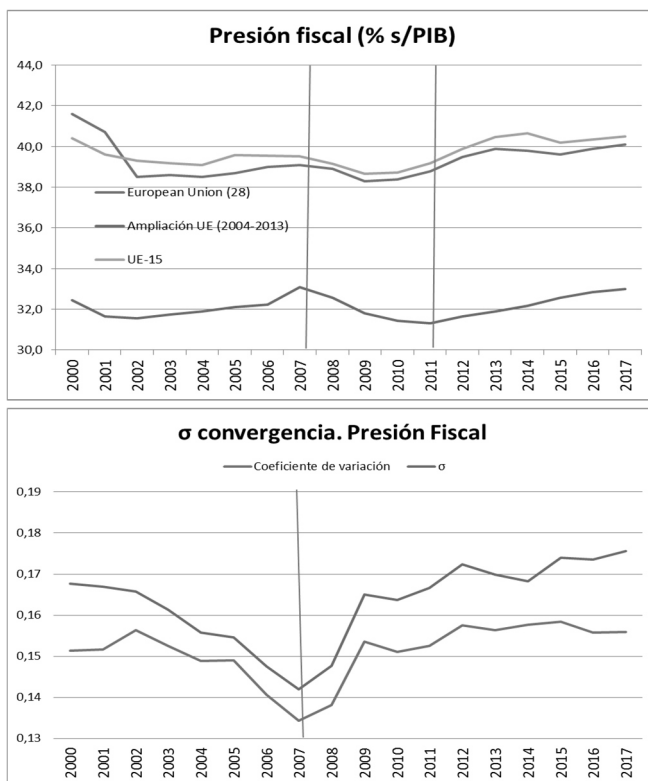 Presión fiscal (% s/PIB)
44,0
42,0
40,0
38,0
European Union (28)
36,0
Ampliación UE (2004-2013)
34,0
UE-15
32,0
30,0
2000 2001 2002 2003 2004 2005 2006 2007 2008 2009 2010 2011 2012 2013 2014 2015 2016 2017
σ convergencia. Presión Fiscal
Coeficiente de variación σ
0,19
0,18
0,17
0,16
0,15
0,14
0,13
2000 2001 2002 2003 2004 2005 2006 2007 2008 2009 2010 2011 2012 2013 2014 2015 2016 2017